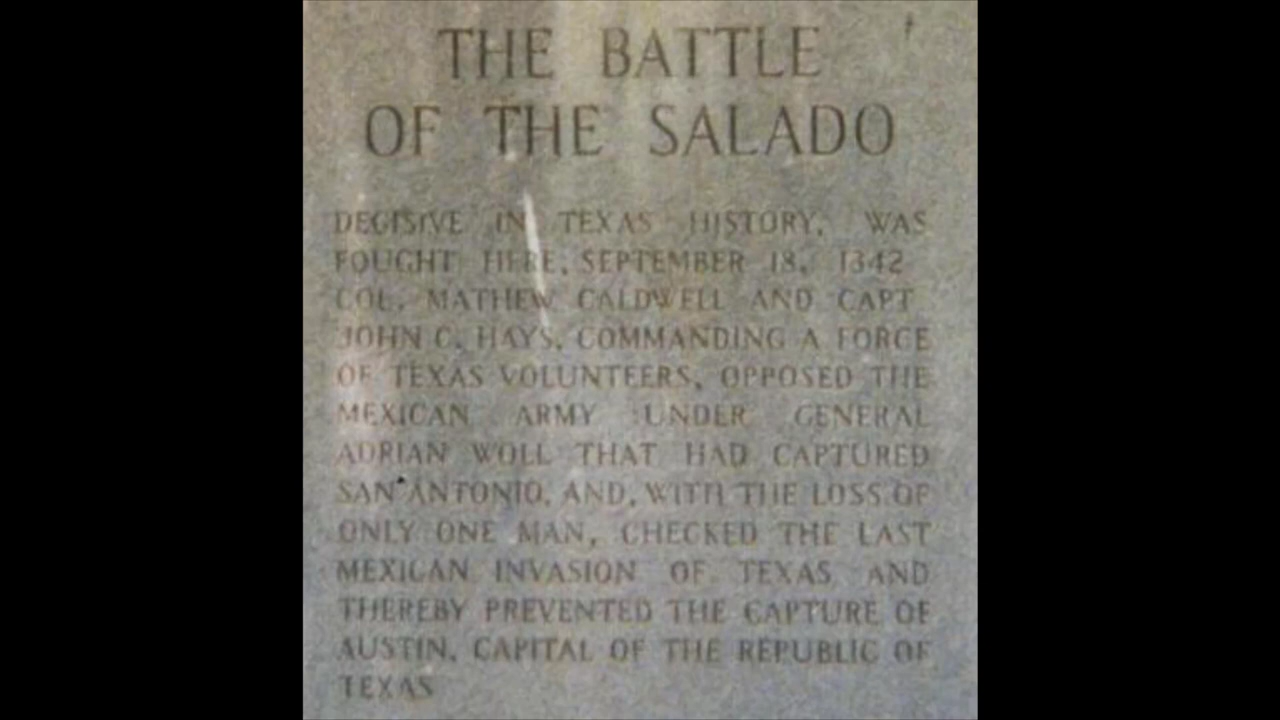 THE BATTLE
OF THE SALADO
DECISIVE IN TEXAS HISTORY, WAS
FOUGHT HERE, SEPTEMBER 18, 1842
COL. MATHEW CALDWELL AND CAPT
JOHN C. HAYS, COMMANDING A FORCE
OF TEXAS VOLUNTEERS, OPPOSED THE
MEXICAN ARMY UNDER GENERAL
ADRIAN WOLL THAT HAD CAPTURED
SAN ANTONIO, AND, WITH THE LOSS OF
ONLY ONE MAN, CHECKED THE LAST
MEXICAN INVASION OF TEXAS AND
THEREBY PREVENTED THE CAPTURE OF
AUSTIN, CAPITAL OF THE REPUBLIC OF
TEXAS